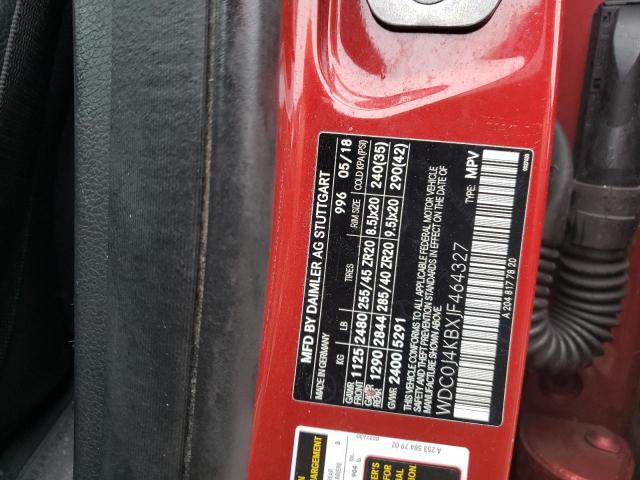 MFD BY DAIMLER AG STUTTGART
MADE IN GERMANY 996 05/18
KG LB TIRES RIM SIZE COLD KPA(PSI)
GAWR FRONT 1125 2480 255/45 ZR20 8.5Jx20 240(35)
GAWR REAR 1290 2844 285/40 ZR20 9.5Jx20 290(42)
GVWR 2400 5291
THIS VEHICLE CONFORMS TO ALL APPLICABLE FEDERAL MOTOR VEHICLE
SAFETY AND THEFT PREVENTION STANDARDS IN EFFECT ON THE DATE OF
MANUFACTURE SHOWN ABOVE.
WDC0J4KBXJF464327 TYPE: MPV
A 204 817 78 20
A 253 584 79 02